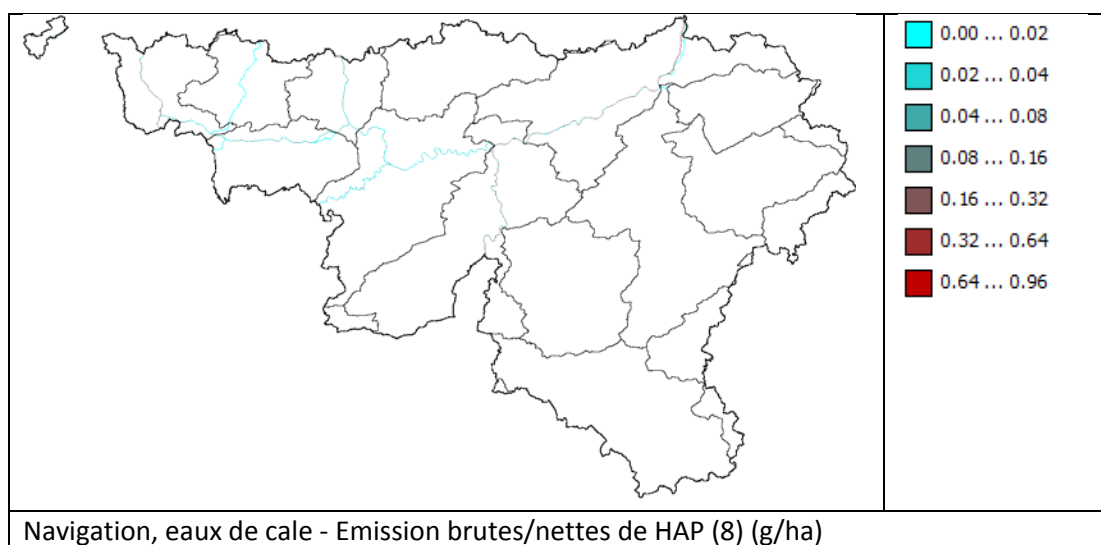 0.00 ... 0.02
0.02 ... 0.04
0.04 ... 0.08
0.08 ... 0.16
0.16 ... 0.32
0.32 ... 0.64
0.64 ... 0.96
Navigation, eaux de cale - Emission brutes/nettes de HAP (8) (g/ha)